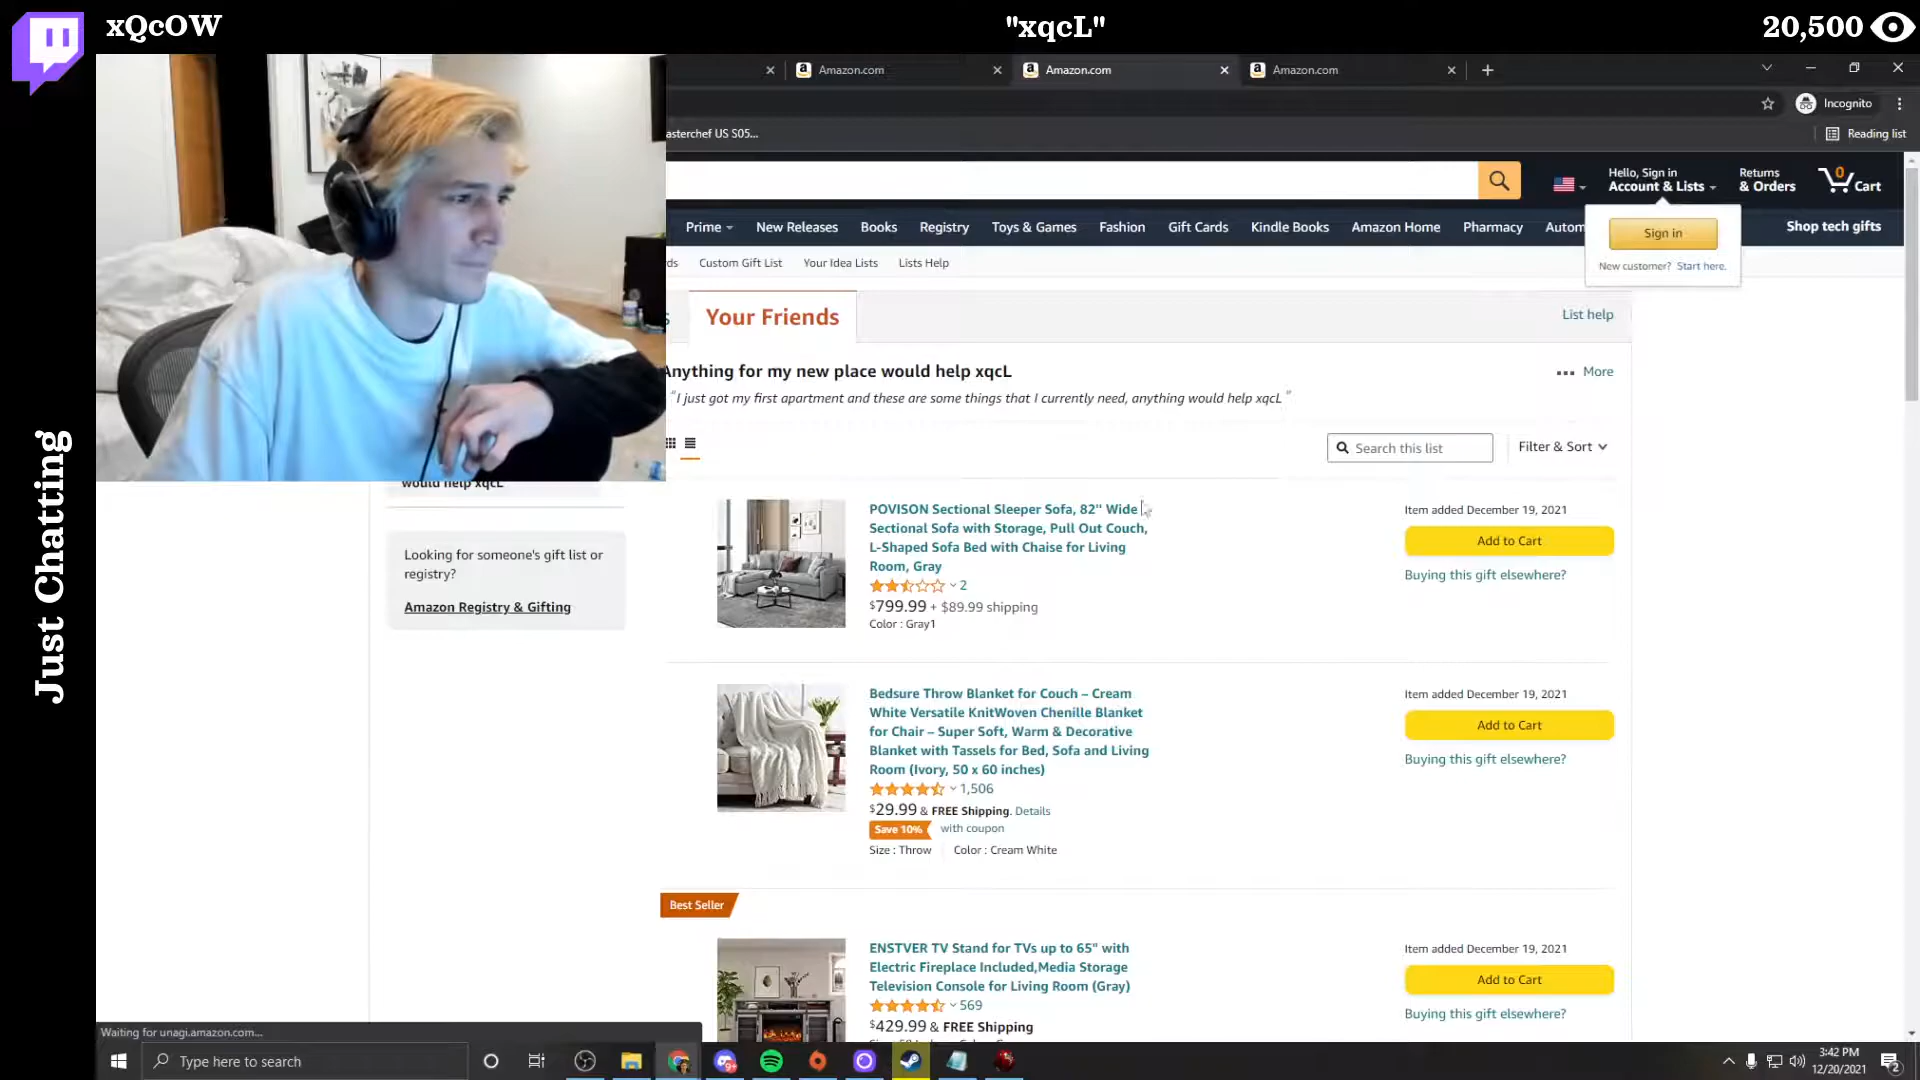 xQcOW
"xqcL"
20,500
Just Chatting
Amazon.com
Amazon.com
Amazon.com
Incognito
asterchef US S05...
Reading list
Hello, Sign in
Account & Lists
Returns
& Orders
0
Cart
Prime
New Releases
Books
Registry
Toys & Games
Fashion
Gift Cards
Kindle Books
Amazon Home
Pharmacy
Autom
Shop tech gifts
Sign in
New customer? Start here.
ds
Custom Gift List
Your Idea Lists
Lists Help
s
Your Friends
List help
Anything for my new place would help xqcL
More
"I just got my first apartment and these are some things that I currently need, anything would help xqcL"
Search this list
Filter & Sort
would help xqcL
Looking for someone's gift list or
registry?
Amazon Registry & Gifting
POVISON Sectional Sleeper Sofa, 82'' Wide
Sectional Sofa with Storage, Pull Out Couch,
L-Shaped Sofa Bed with Chaise for Living
Room, Gray
2
$799.99 + $89.99 shipping
Color : Gray1
Item added December 19, 2021
Add to Cart
Buying this gift elsewhere?
Bedsure Throw Blanket for Couch – Cream
White Versatile KnitWoven Chenille Blanket
for Chair – Super Soft, Warm & Decorative
Blanket with Tassels for Bed, Sofa and Living
Room (Ivory, 50 x 60 inches)
1,506
$29.99 & FREE Shipping. Details
Save 10% with coupon
Size : Throw
Color : Cream White
Item added December 19, 2021
Add to Cart
Buying this gift elsewhere?
Best Seller
ENSTVER TV Stand for TVs up to 65" with
Electric Fireplace Included,Media Storage
Television Console for Living Room (Gray)
569
$429.99 & FREE Shipping
Item added December 19, 2021
Add to Cart
Buying this gift elsewhere?
Waiting for unagi.amazon.com...
Type here to search
3:42 PM
12/20/2021
2